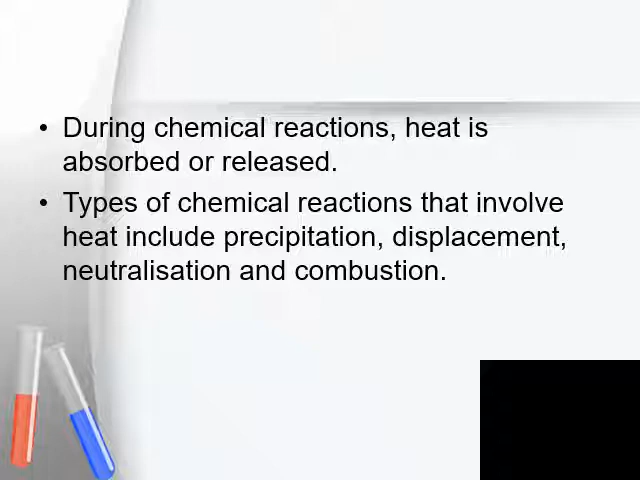 • During chemical reactions, heat is
absorbed or released.
• Types of chemical reactions that involve
heat include precipitation, displacement,
neutralisation and combustion.